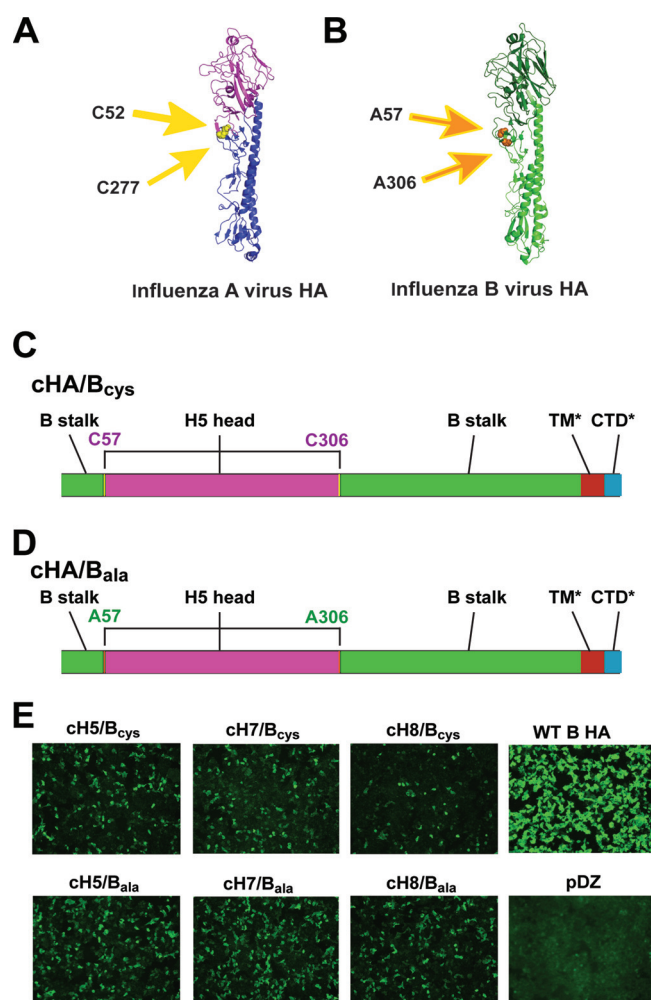 A
B
C52
C277
A57
A306
Influenza A virus HA
Influenza B virus HA
C
cHA/Bcys
B stalk
C57
H5 head
C306
B stalk
TM*
CTD*
D
cHA/Bala
B stalk
A57
H5 head
A306
B stalk
TM*
CTD*
E
cH5/Bcys
cH7/Bcys
cH8/Bcys
WT B HA
cH5/Bala
cH7/Bala
cH8/Bala
pDZ